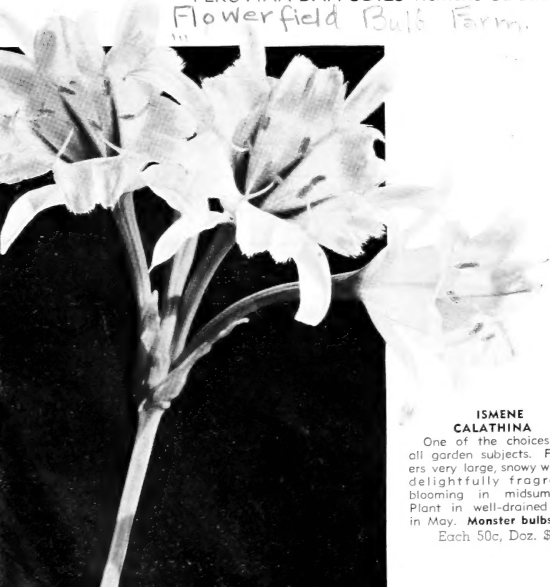 Flowerfield Bulb Farm.
ISMENE
CALATHINA
One of the choices
all garden subjects. F
ers very large, snowy w
delightfully fragr
blooming in midsum
Plant in well-drained
in May. Monster bulbs
Each 50c, Doz. $